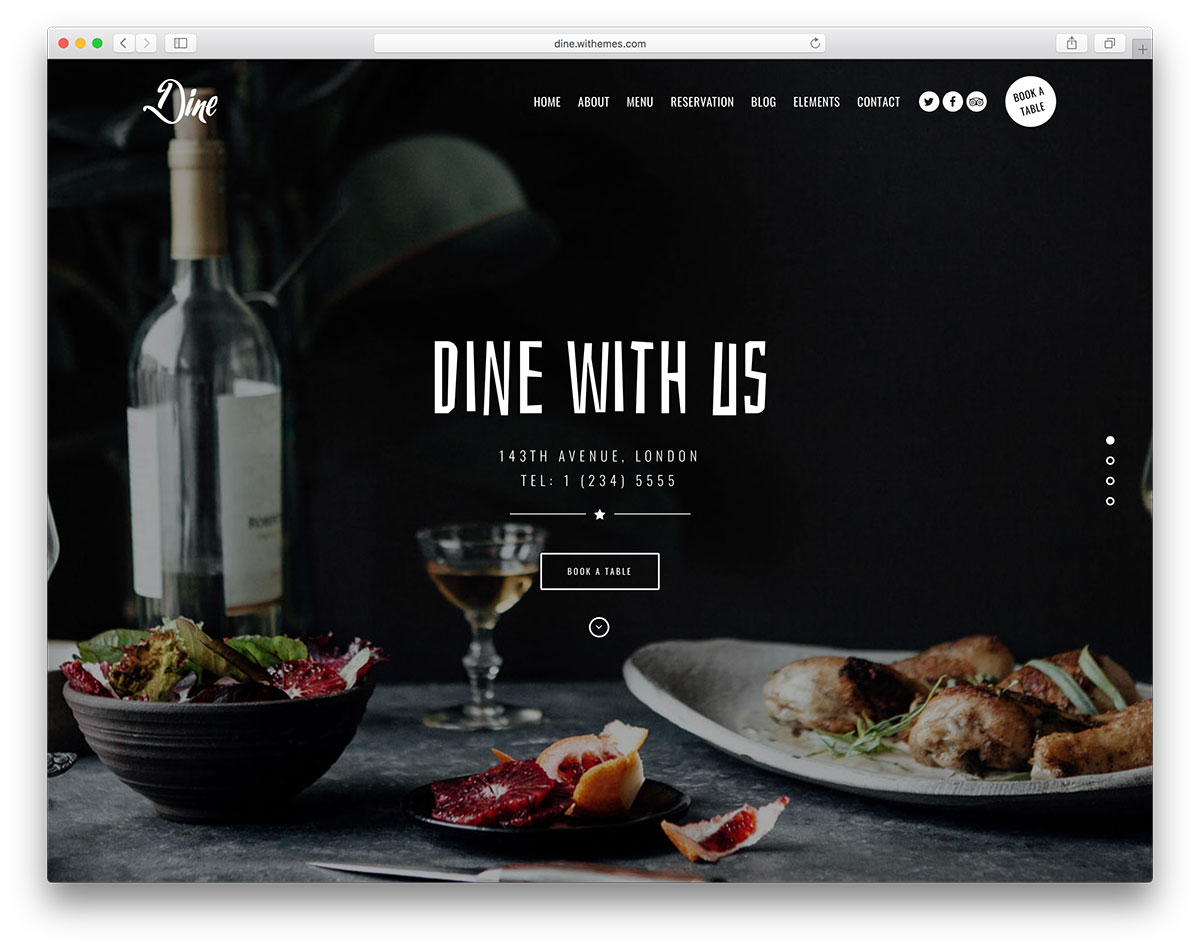 dine.withemes.com
Dine
HOME ABOUT MENU RESERVATION BLOG ELEMENTS CONTACT
BOOK A
TABLE
DINE WITH US
143TH AVENUE, LONDON
TEL: 1 (234) 5555
BOOK A TABLE